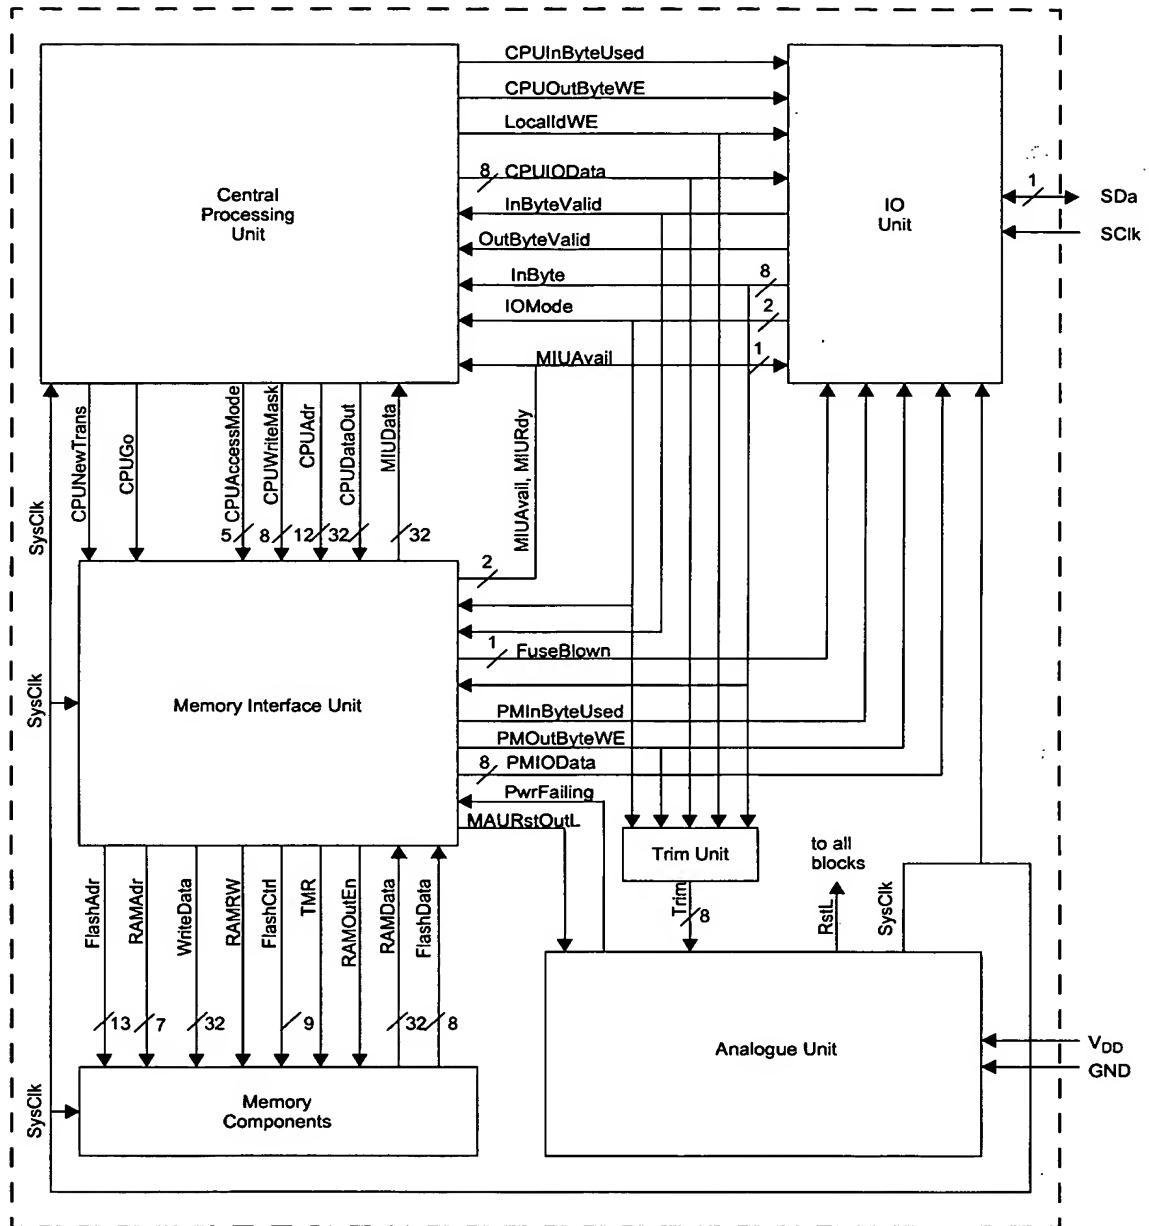 CPUInByteUsed
CPUOutByteWE
LocalIdWE
8 CPUIOData
InByteValid
OutByteValid
InByte 8
IOMode 2
MIUAvail 1
Central
Processing
Unit
IO
Unit
1
SDa
SClk
CPUNewTrans
CPUGo
CPUAccessMode
CPUWriteMask
CPUAdr
CPUDataOut
MIUData
MIUAvail, MIURdy
SysClk
5
8
12
32
32
2
1
FuseBlown
SysClk
Memory Interface Unit
PMInByteUsed
PMOutByteWE
8 PMIOData
PwrFailing
MAURstOutL
Trim Unit
to all
blocks
FlashAdr
RAMAdr
WriteData
RAMRW
FlashCtrl
TMR
RAMOutEn
RAMData
FlashData
Trim
8
RstL
SysClk
13
7
32
9
32
8
Analogue Unit
VDD
GND
SysClk
Memory
Components